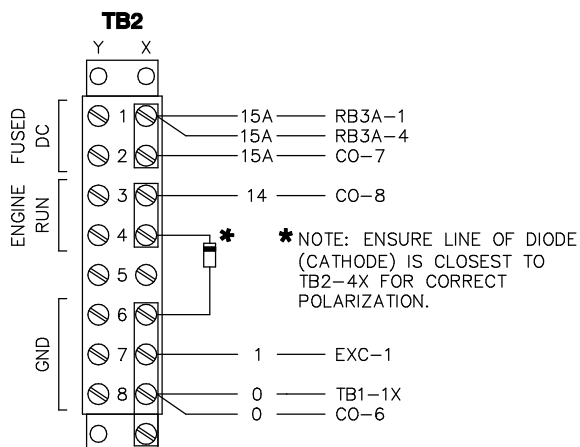 TB2
Y X
FUSED DC
1 15A RB3A-1
15A RB3A-4
2 15A CO-7
ENGINE RUN
3 14 CO-8
4 * * NOTE: ENSURE LINE OF DIODE
(CATHODE) IS CLOSEST TO
TB2-4X FOR CORRECT
POLARIZATION.
5
GND
6
7 1 EXC-1
8 0 TB1-1X
0 CO-6